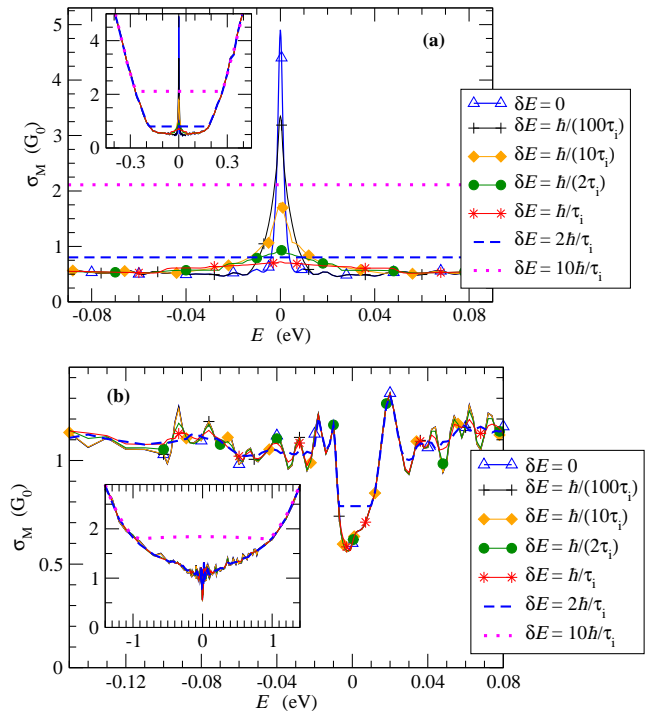 5
4
3
2
1
0
-0.3
0
0.3
(a)
5
4
3
2
1
0
σ_M (G_0)
-0.08
-0.04
0
0.04
0.08
E (eV)
δE = 0
δE = ħ/(100τ_i)
δE = ħ/(10τ_i)
δE = ħ/(2τ_i)
δE = ħ/τ_i
δE = 2ħ/τ_i
δE = 10ħ/τ_i
(b)
1
0.5
0
σ_M (G_0)
2
1
0
-1
0
1
-0.12
-0.08
-0.04
0
0.04
0.08
E (eV)
δE = 0
δE = ħ/(100τ_i)
δE = ħ/(10τ_i)
δE = ħ/(2τ_i)
δE = ħ/τ_i
δE = 2ħ/τ_i
δE = 10ħ/τ_i